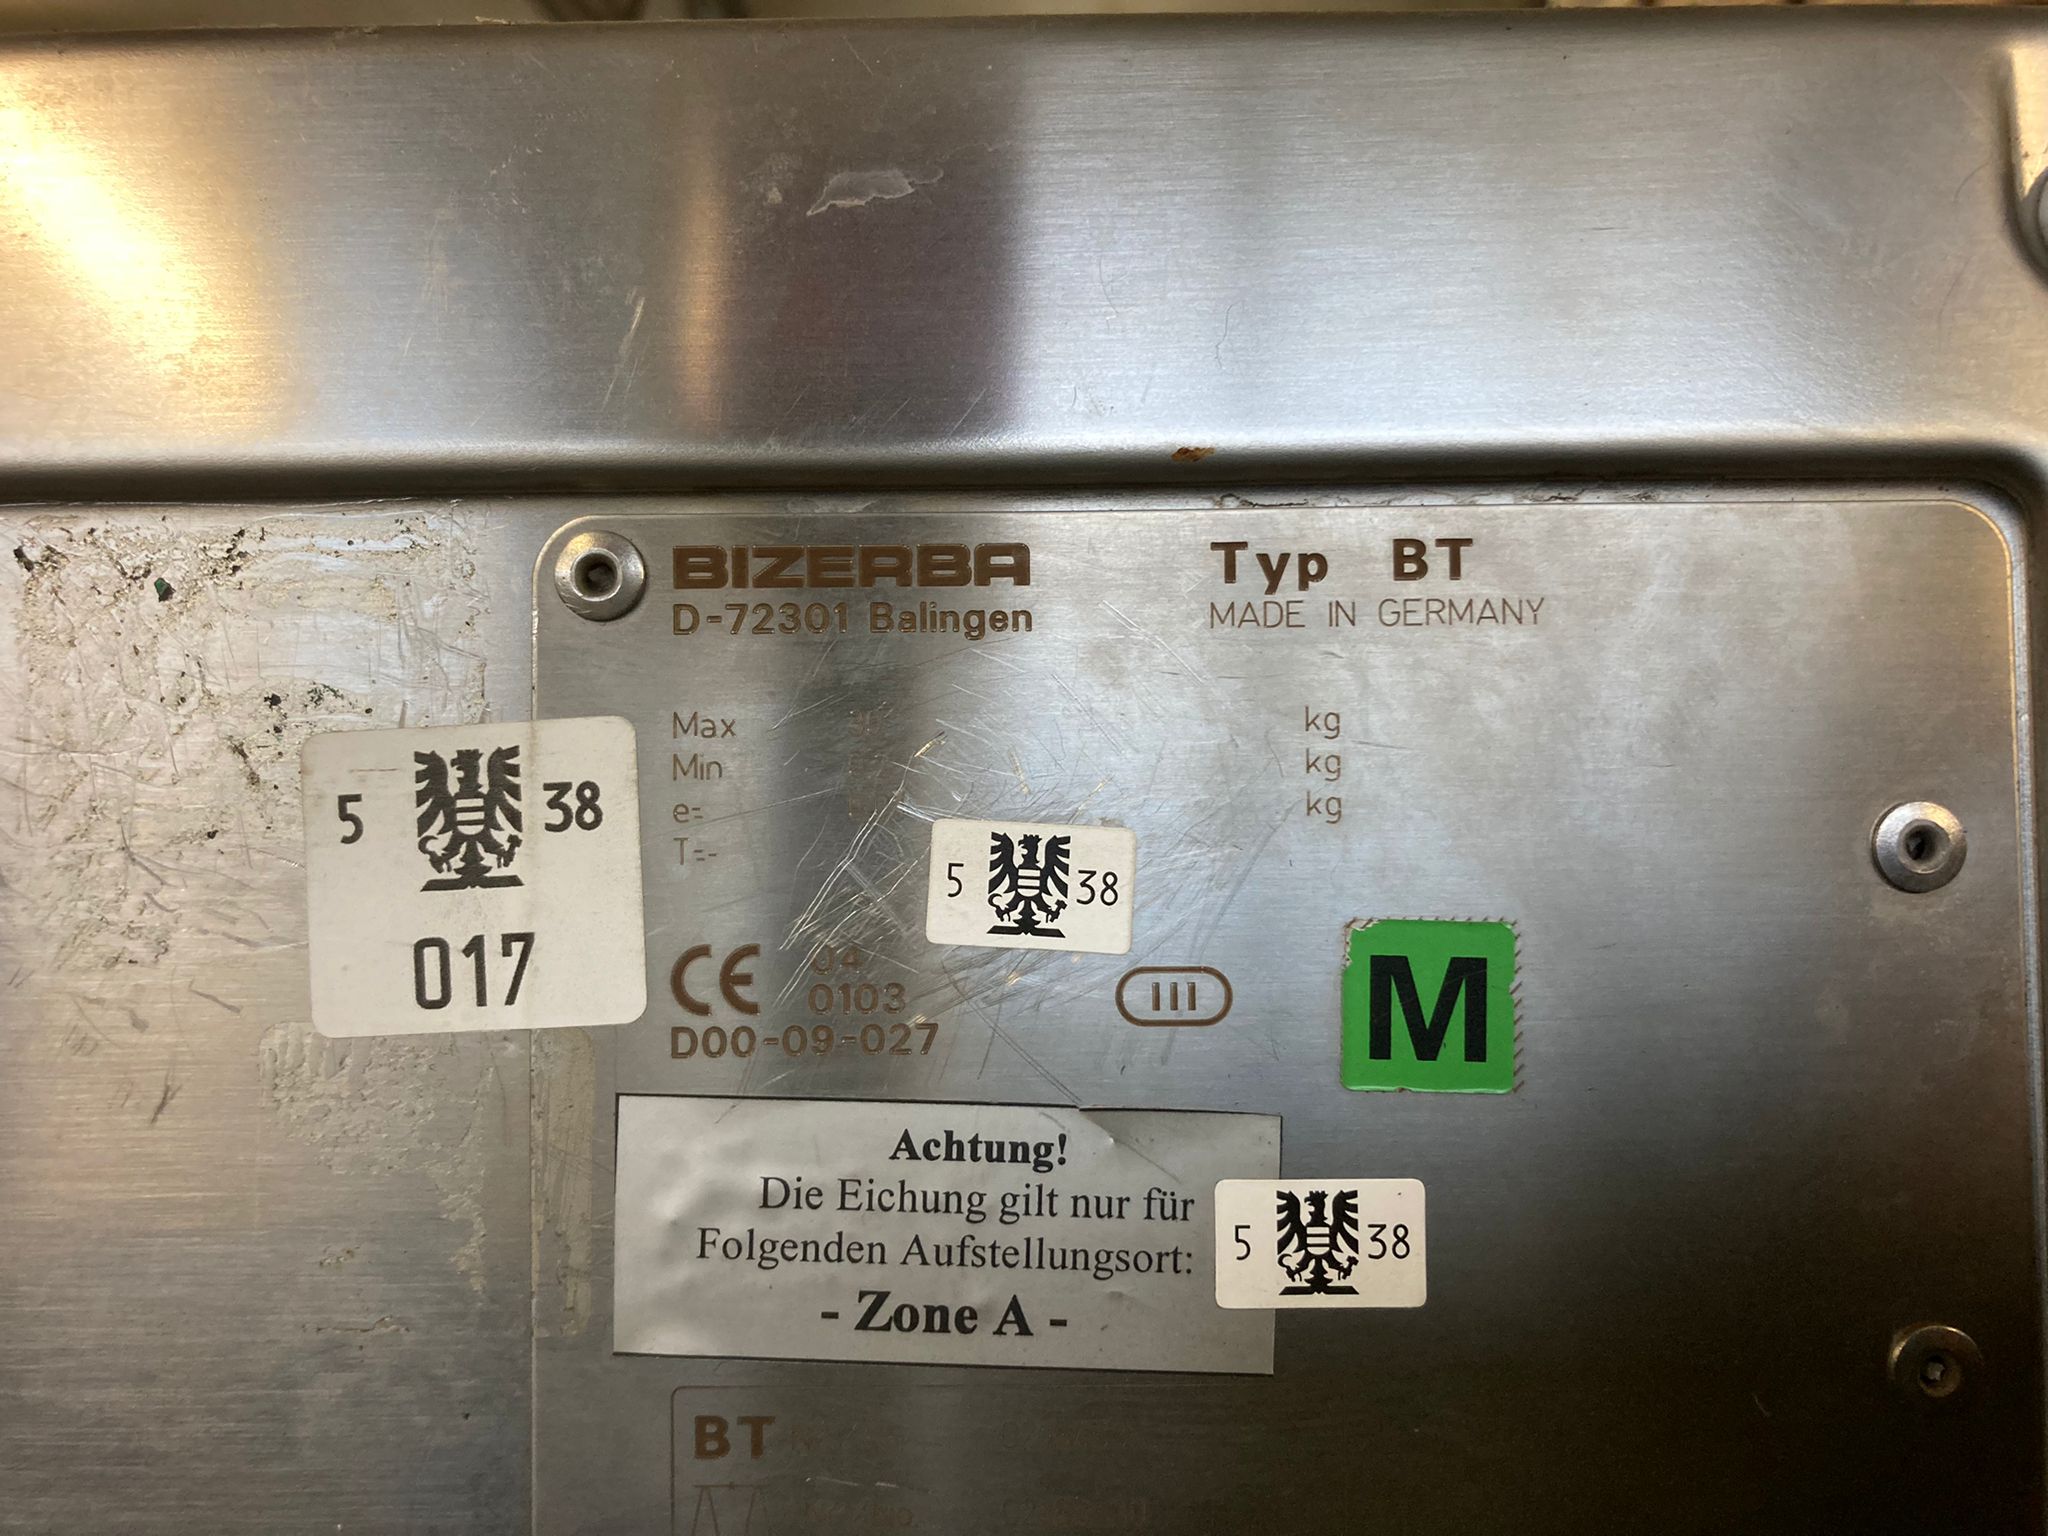 BIZERBA
D-72301 Balingen
Typ BT
MADE IN GERMANY
Max kg
Min kg
e= kg
T=-
5 38
017
5 38
CE 04
0103
D00-09-027
III
M
Achtung!
Die Eichung gilt nur für
Folgenden Aufstellungsort:
- Zone A -
5 38
BT